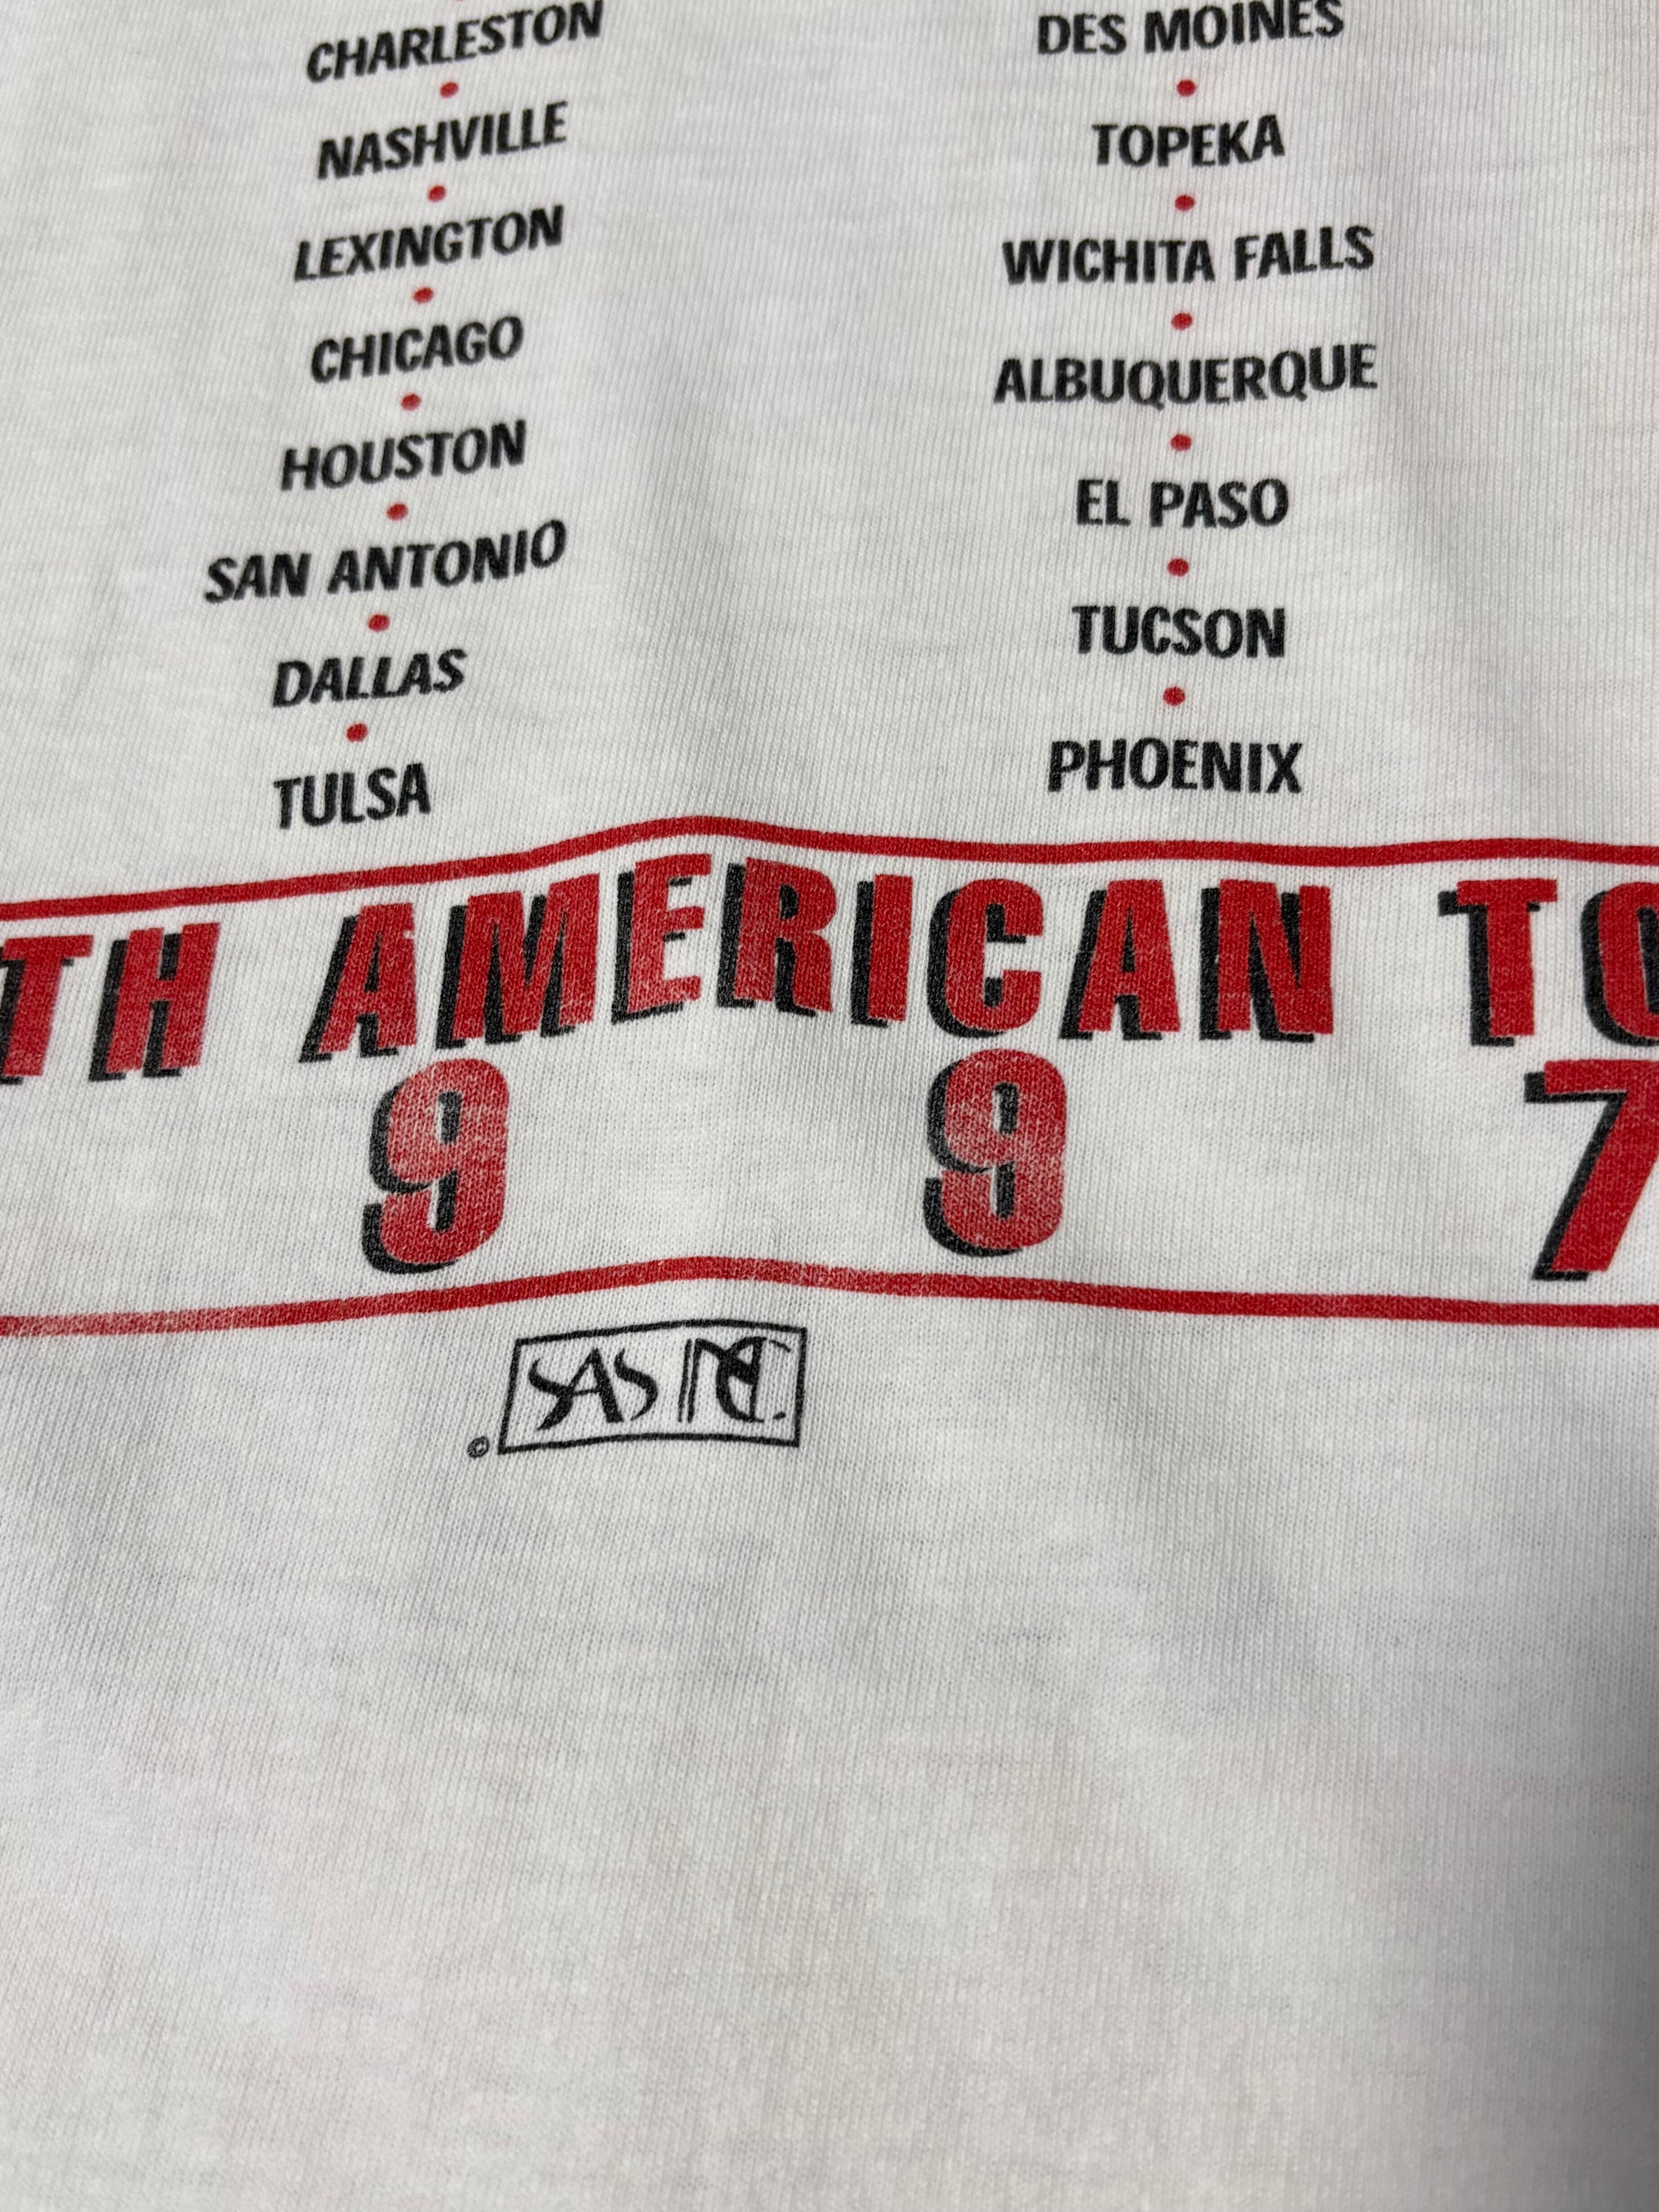 CHARLESTON
NASHVILLE
LEXINGTON
CHICAGO
HOUSTON
SAN ANTONIO
DALLAS
TULSA
DES MOINES
TOPEKA
WICHITA FALLS
ALBUQUERQUE
EL PASO
TUCSON
PHOENIX
TH AMERICAN TO
9 9 7
© SAS INC.